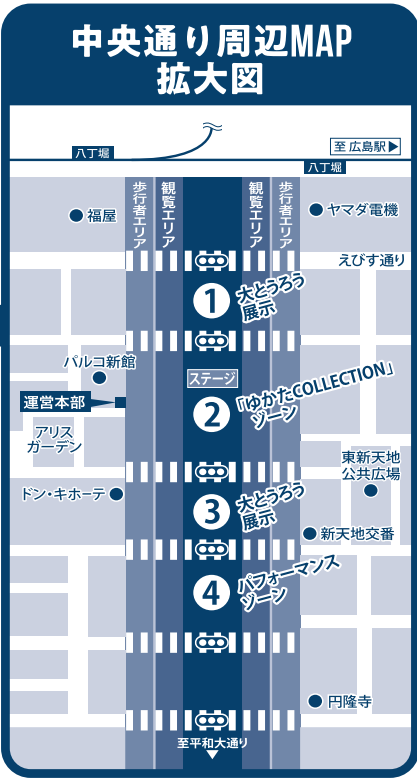 中央通り周辺MAP
拡大図
八丁堀
至 広島駅▶
八丁堀
歩行者エリア
観覧エリア
観覧エリア
歩行者エリア
福屋
ヤマダ電機
えびす通り
1
大とうろう
展示
パルコ新館
ステージ
運営本部
2
「ゆかたCOLLECTION」
ゾーン
アリス
ガーデン
東新天地
公共広場
ドン・キホーテ
3
大とうろう
展示
新天地交番
4
パフォーマンス
ゾーン
円隆寺
至平和大通り